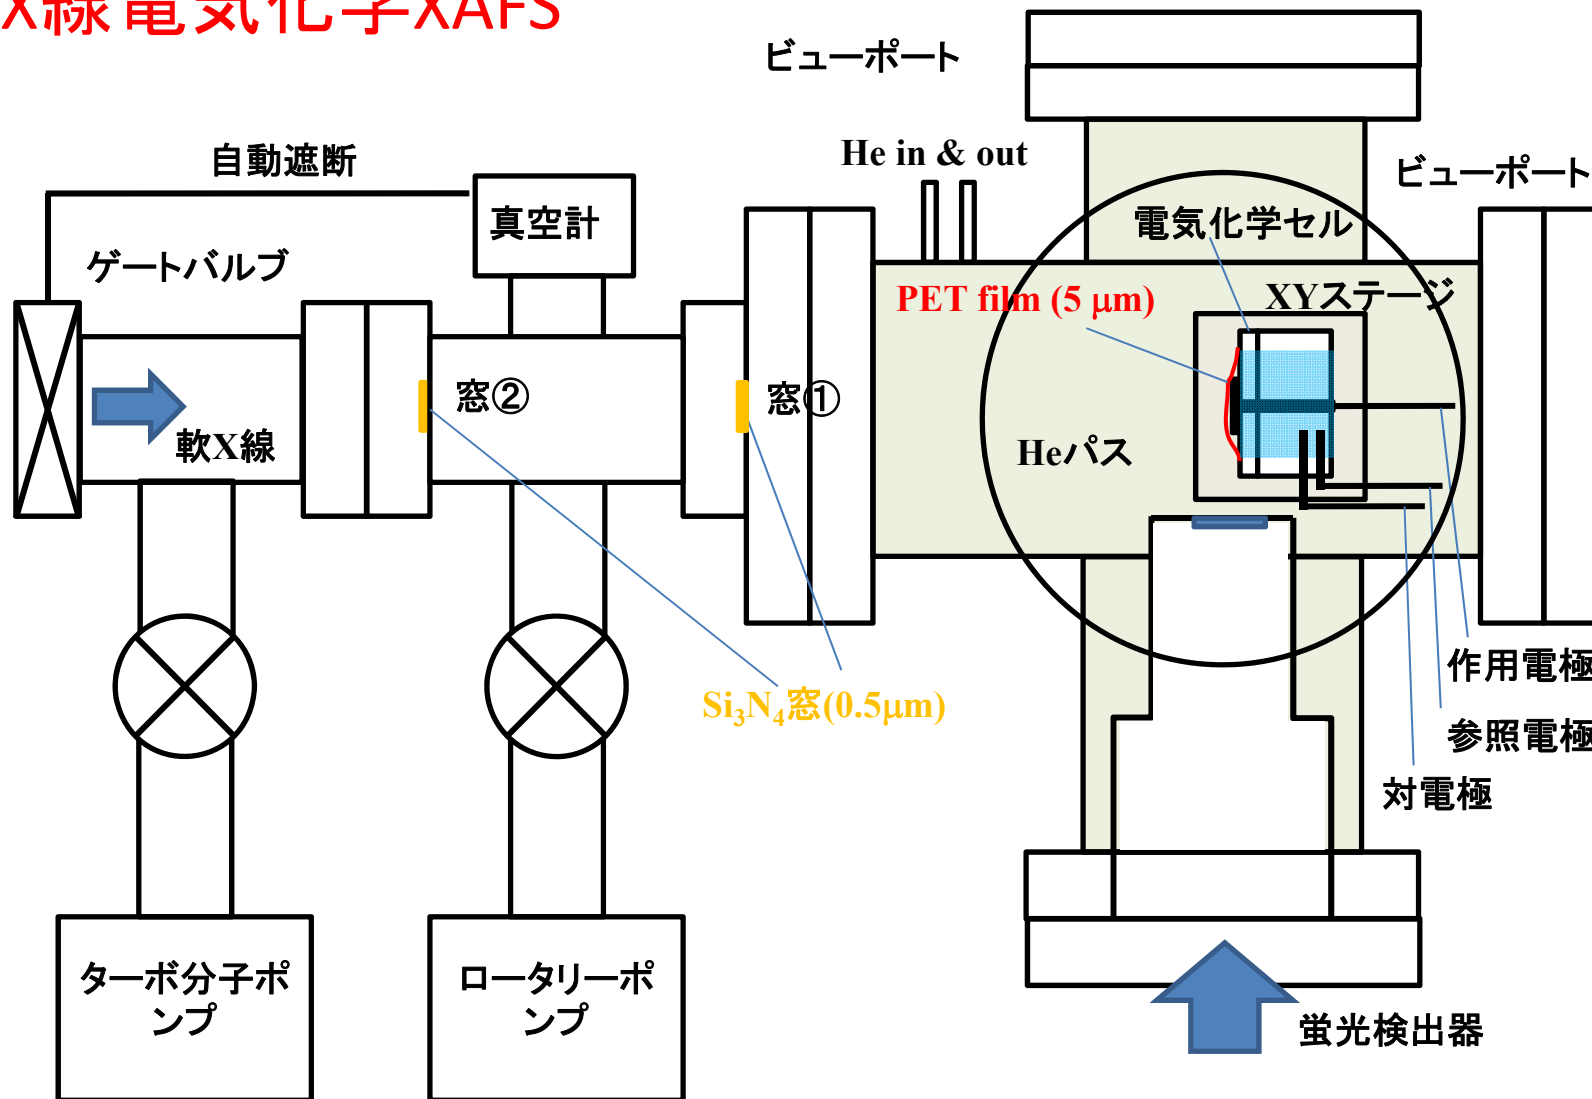 X線電気化学XAFS
ビューポート
He in & out
ビューポート
自動遮断
真空計
電気化学セル
ゲートバルブ
PET film (5 μm)
XYステージ
窓②
窓①
軟X線
Heパス
作用電極
Si₃N₄窓(0.5μm)
参照電極
対電極
ターボ分子ポ
ンプ
ロータリーポ
ンプ
蛍光検出器